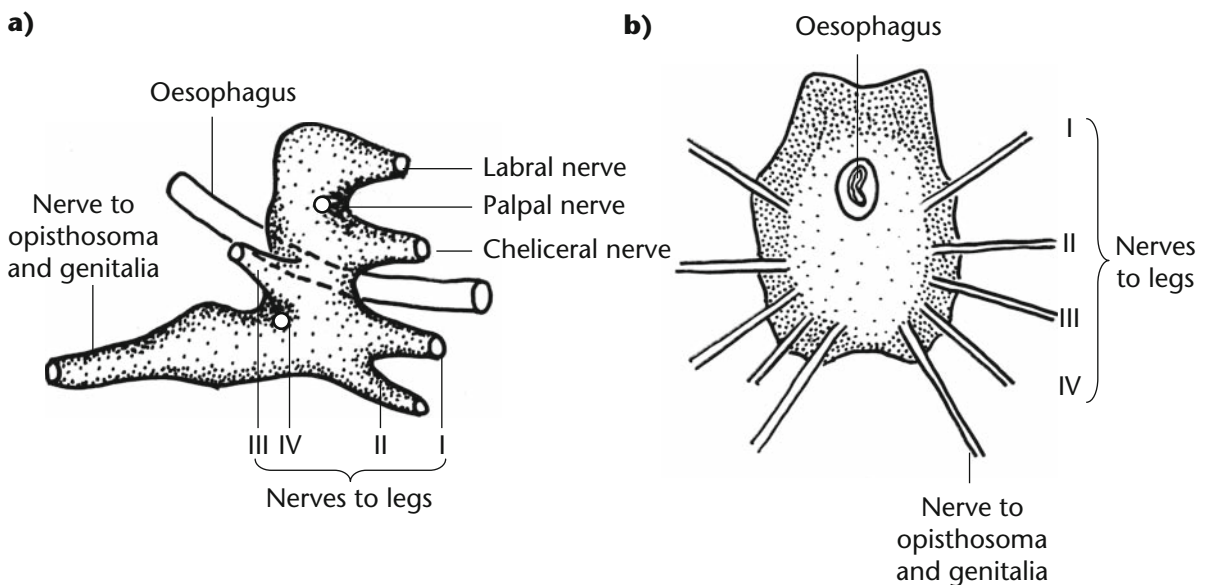 a)
Oesophagus
Nerve to
opisthosoma
and genitalia
Labral nerve
Palpal nerve
Cheliceral nerve
III IV II I
Nerves to legs
b)
Oesophagus
I
II
III
IV
Nerves
to legs
Nerve to
opisthosoma
and genitalia